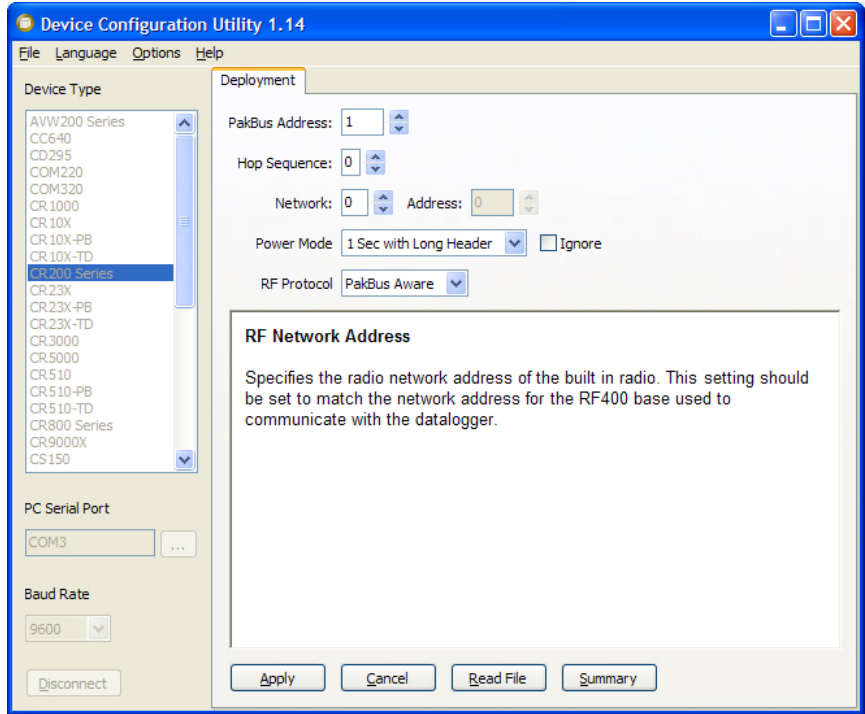 Device Configuration Utility 1.14
File Language Options Help
Device Type
AVW200 Series
CC640
CD295
COM220
COM320
CR1000
CR10X
CR10X-PB
CR10X-TD
CR200 Series
CR23X
CR23X-PB
CR23X-TD
CR3000
CR5000
CR510
CR510-PB
CR510-TD
CR800 Series
CR9000X
CS150
PC Serial Port
COM3 ...
Baud Rate
9600
Disconnect
Deployment
PakBus Address: 1
Hop Sequence: 0
Network: 0 Address: 0
Power Mode 1 Sec with Long Header Ignore
RF Protocol PakBus Aware
RF Network Address
Specifies the radio network address of the built in radio. This setting should
be set to match the network address for the RF400 base used to
communicate with the datalogger.
Apply Cancel Read File Summary